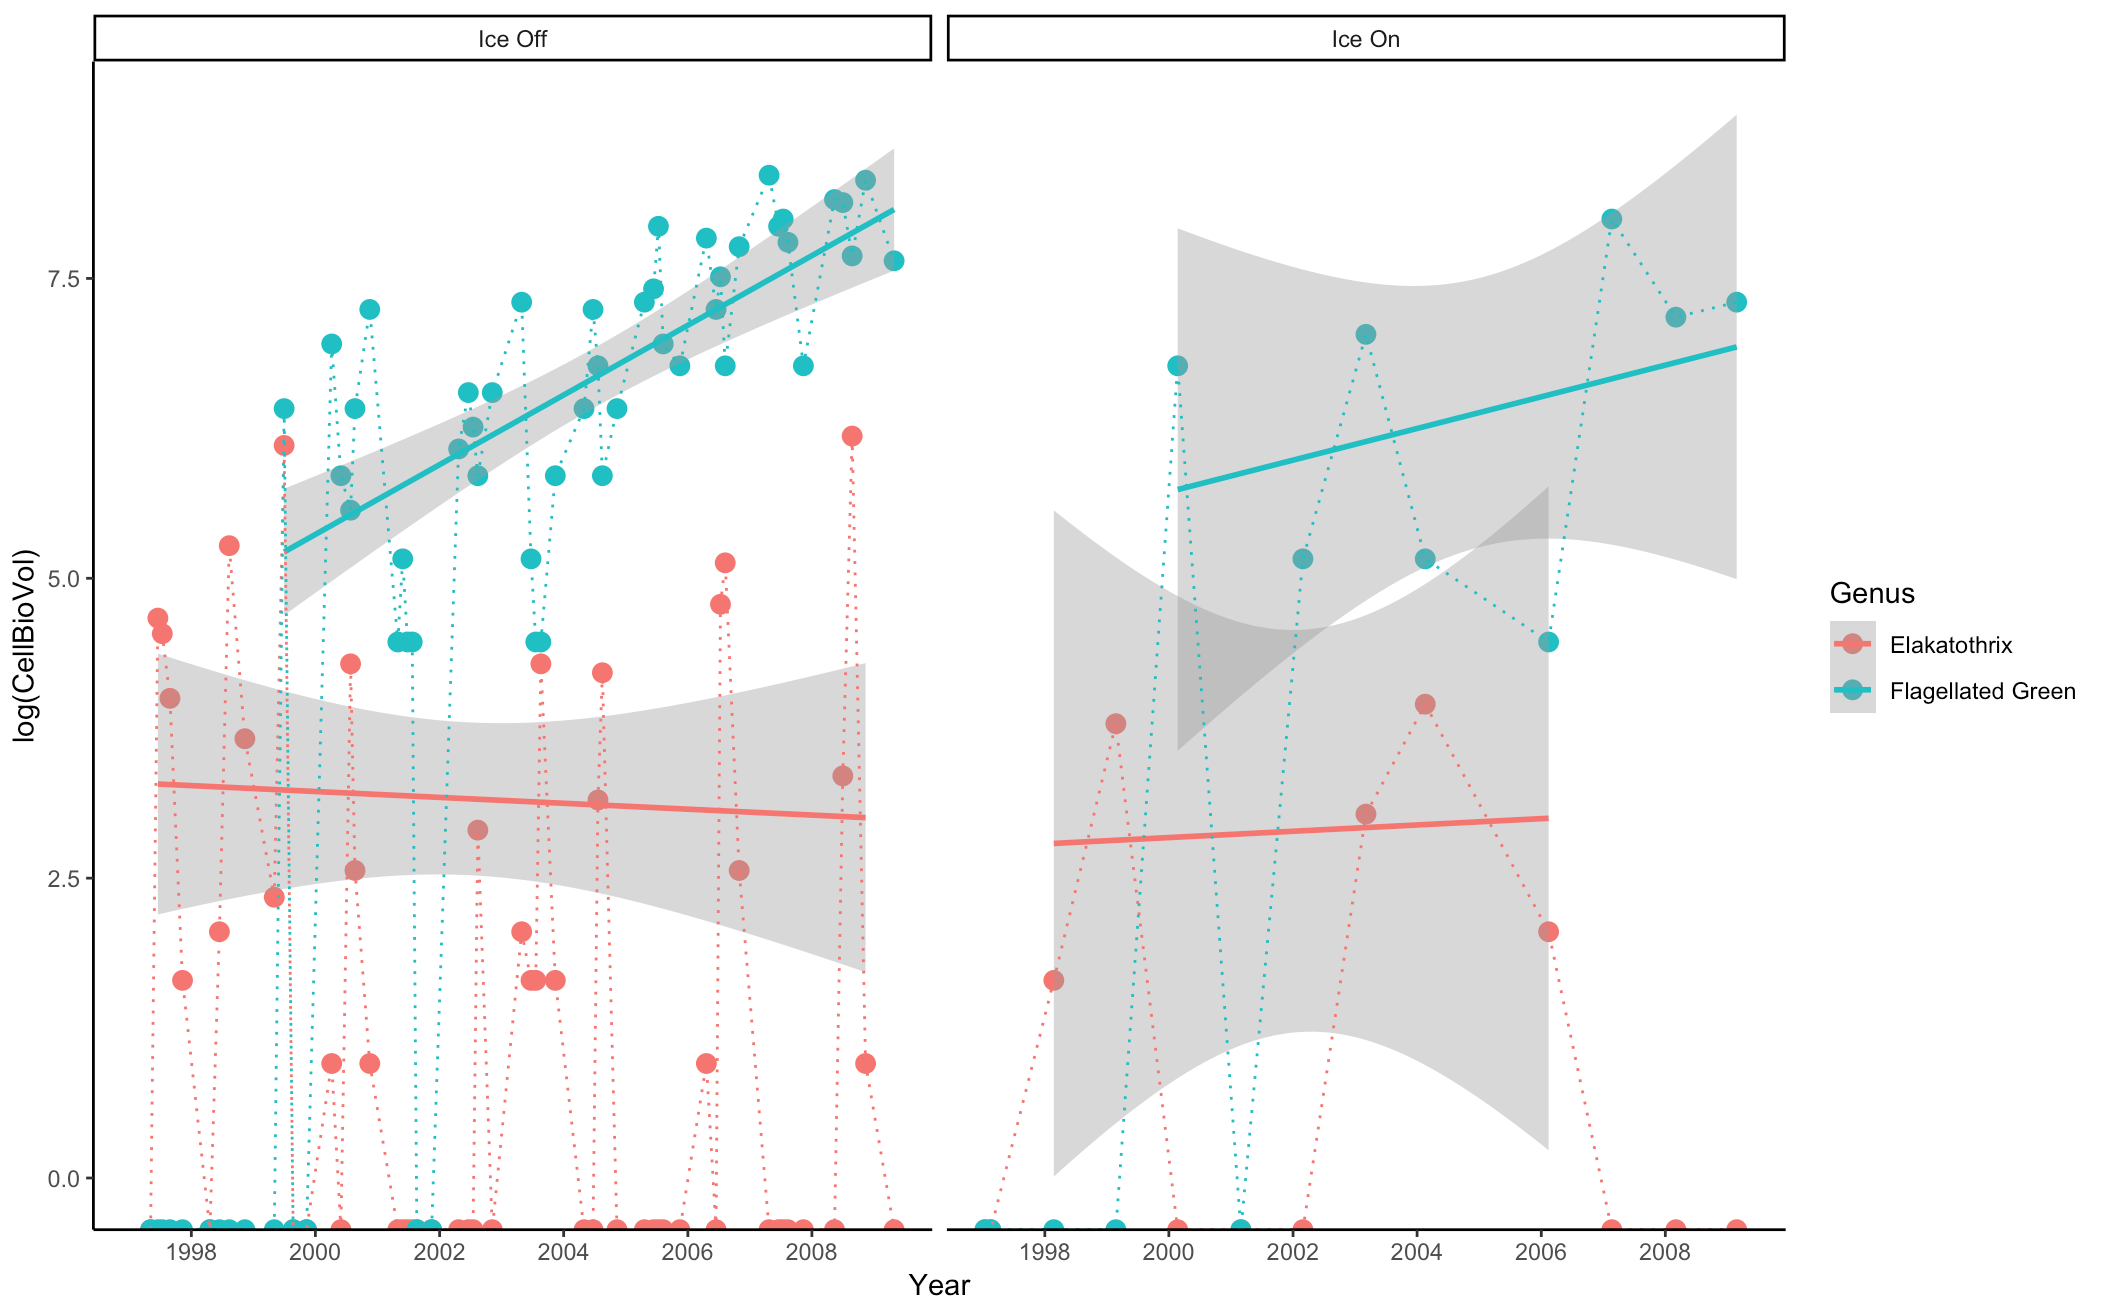 Ice Off
Ice On
log(CellBioVol)
7.5
5.0
2.5
0.0
1998 2000 2002 2004 2006 2008
1998 2000 2002 2004 2006 2008
Year
Genus
Elakatothrix
Flagellated Green